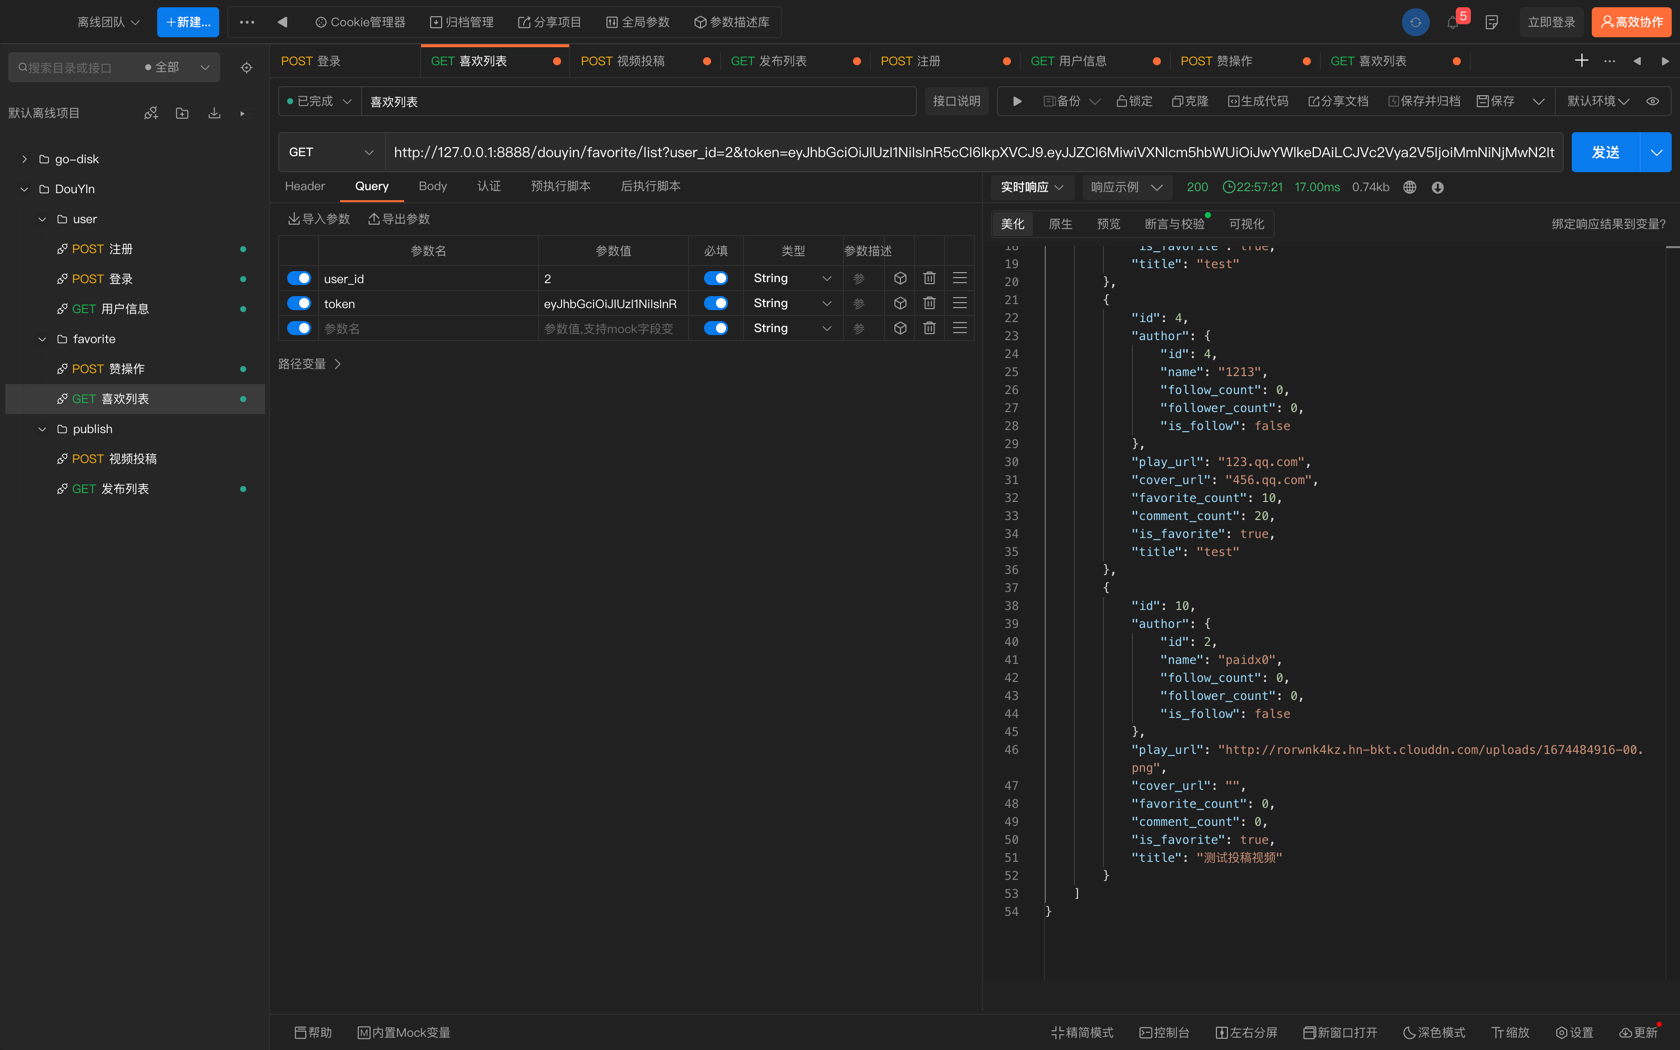 离线团队
+新建...
Cookie管理器
归档管理
分享项目
全局参数
参数描述库
5
立即登录
高效协作
搜索目录或接口
全部
POST 登录
GET 喜欢列表
POST 视频投稿
GET 发布列表
POST 注册
GET 用户信息
POST 赞操作
GET 喜欢列表
默认离线项目
已完成
喜欢列表
接口说明
备份
锁定
克隆
生成代码
分享文档
保存并归档
保存
默认环境
go-disk
DouYIn
user
POST 注册
POST 登录
GET 用户信息
favorite
POST 赞操作
GET 喜欢列表
publish
POST 视频投稿
GET 发布列表
GET
发送
Header
Query
Body
认证
预执行脚本
后执行脚本
导入参数
导出参数
参数名
参数值
必填
类型
参数描述
user_id
2
String
参
token
String
参
参数名
参数值,支持mock字段变
String
参
路径变量
实时响应
响应示例
200
22:57:21
17.00ms
0.74kb
美化
原生
预览
断言与校验
可视化
绑定响应结果到变量?
18 "is_favorite": true,
19 "title": "test"
20 },
21 {
22 "id": 4,
23 "author": {
24 "id": 4,
25 "name": "1213",
26 "follow_count": 0,
27 "follower_count": 0,
28 "is_follow": false
29 },
30 "play_url": "123.qq.com",
31 "cover_url": "456.qq.com",
32 "favorite_count": 10,
33 "comment_count": 20,
34 "is_favorite": true,
35 "title": "test"
36 },
37 {
38 "id": 10,
39 "author": {
40 "id": 2,
41 "name": "paidx0",
42 "follow_count": 0,
43 "follower_count": 0,
44 "is_follow": false
45 },
46 "play_url": "http://rorwnk4kz.hn-bkt.clouddn.com/uploads/1674484916-00.
png",
47 "cover_url": "",
48 "favorite_count": 0,
49 "comment_count": 0,
50 "is_favorite": true,
51 "title": "测试投稿视频"
52 }
53 ]
54 }
帮助
内置Mock变量
精简模式
控制台
左右分屏
新窗口打开
深色模式
Tr缩放
设置
更新